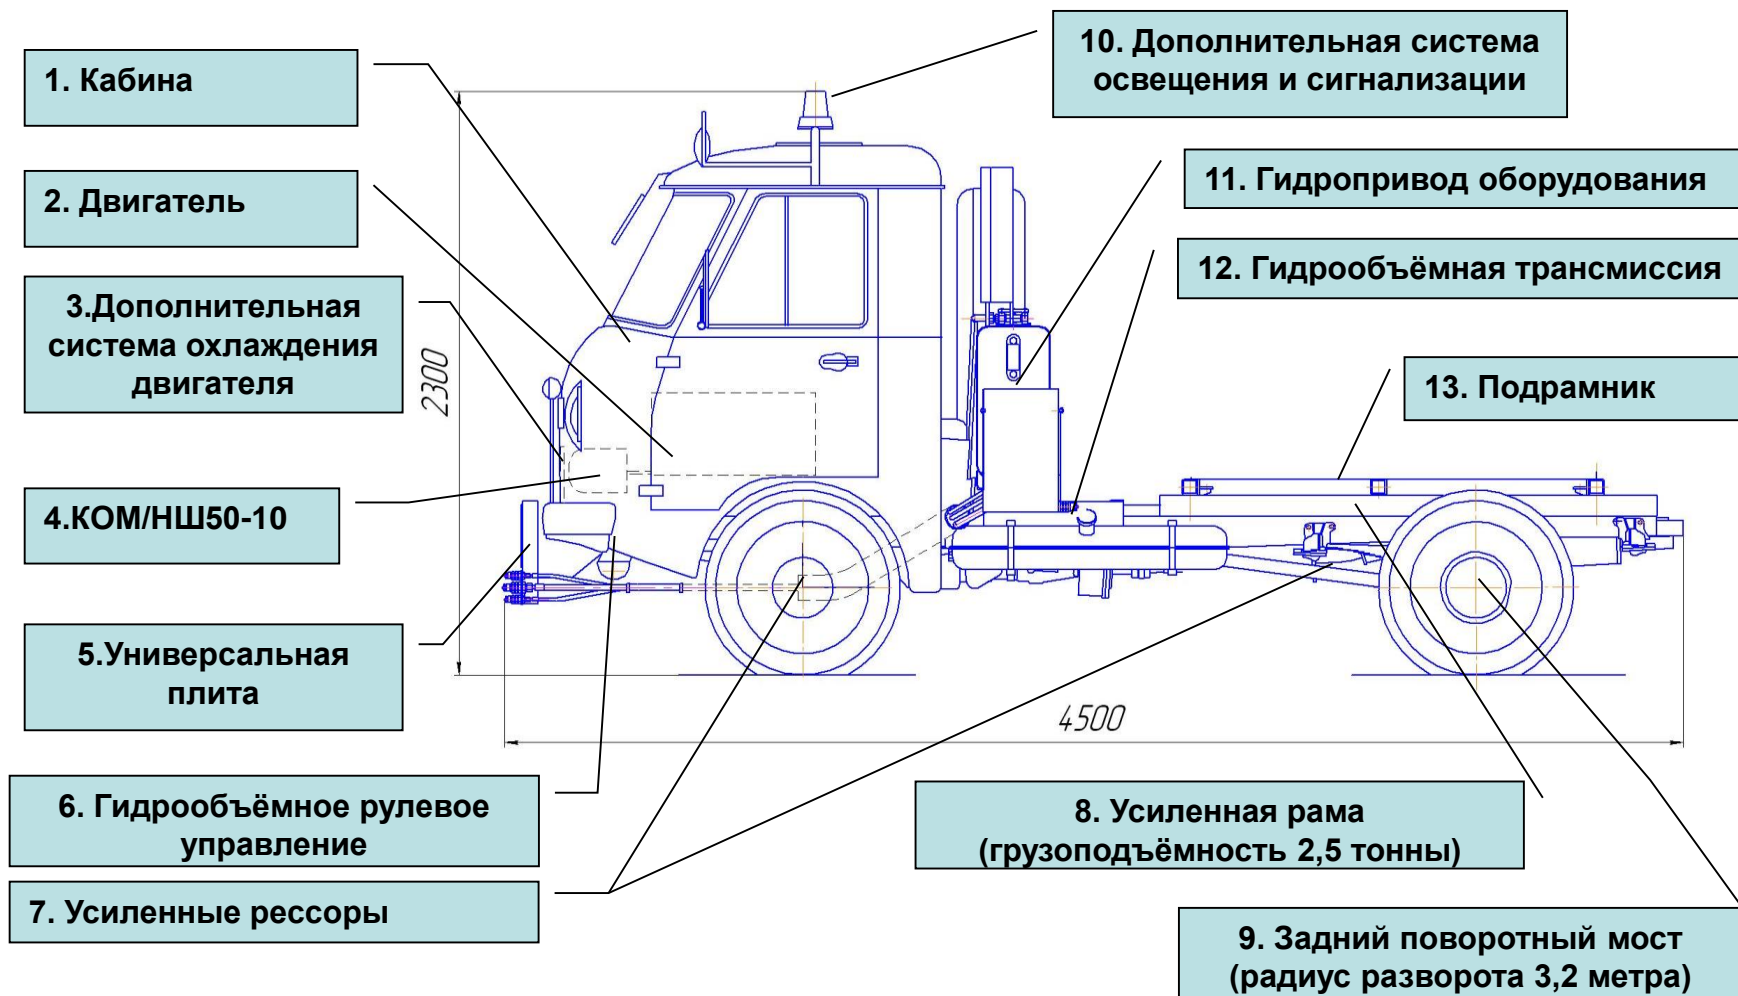 1. Кабина
2. Двигатель
3.Дополнительная
система охлаждения
двигателя
4.КОМ/НШ50-10
5.Универсальная
плита
6. Гидрообъёмное рулевое
управление
7. Усиленные рессоры
8. Усиленная рама
(грузоподъёмность 2,5 тонны)
9. Задний поворотный мост
(радиус разворота 3,2 метра)
10. Дополнительная система
освещения и сигнализации
11. Гидропривод оборудования
12. Гидрообъёмная трансмиссия
13. Подрамник
2300
4500